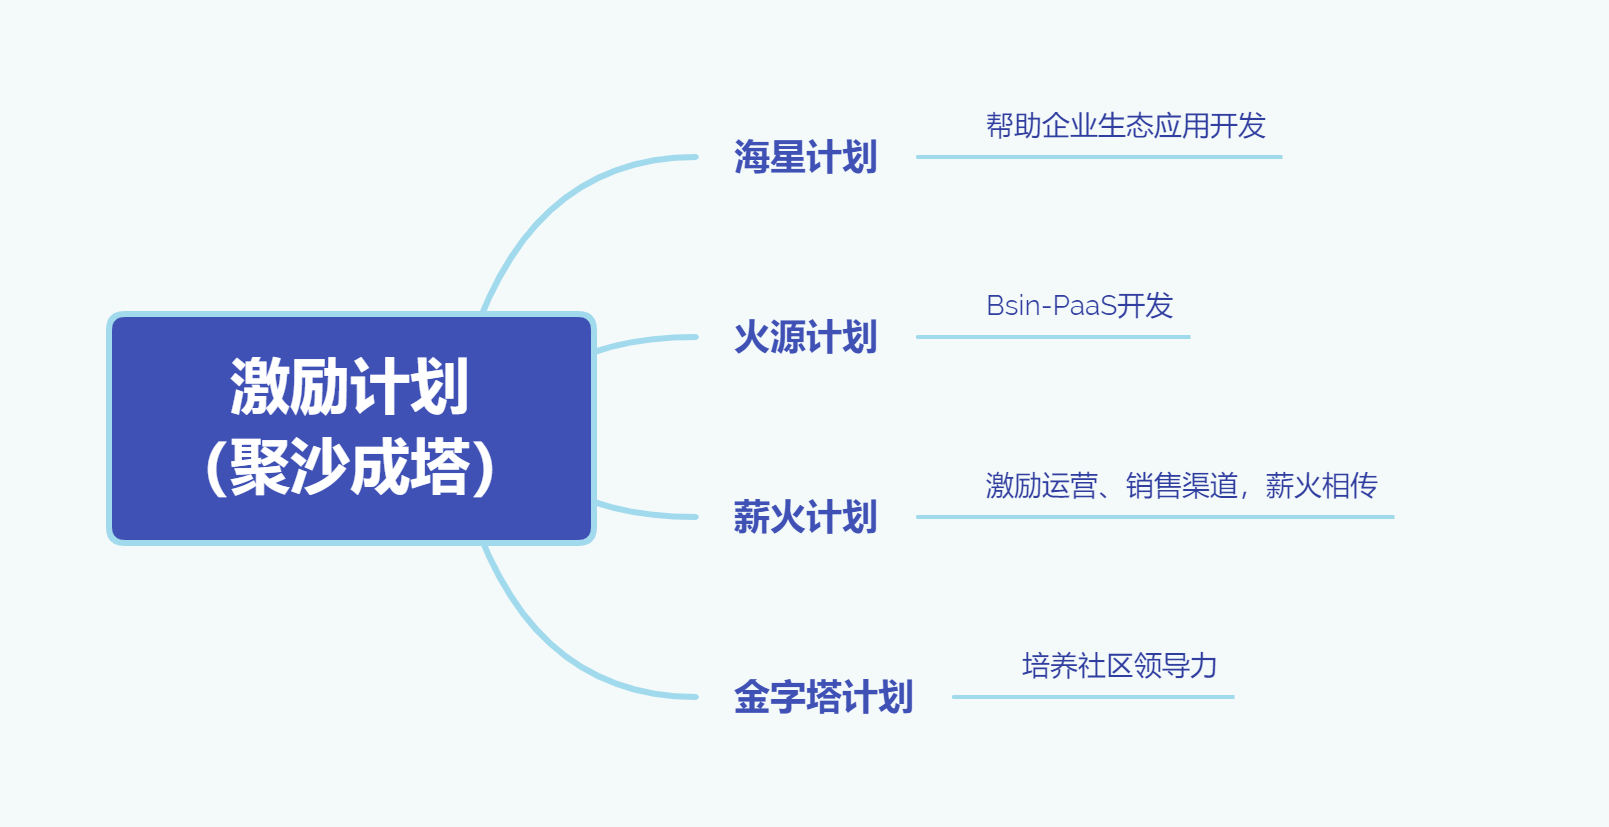 激励计划
（聚沙成塔）
海星计划
帮助企业生态应用开发
火源计划
Bsin-PaaS开发
薪火计划
激励运营、销售渠道，薪火相传
金字塔计划
培养社区领导力